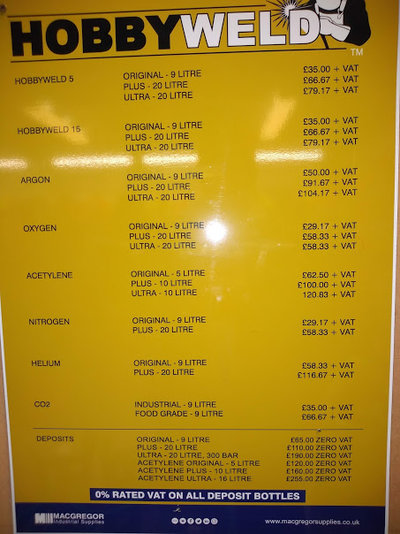 HOBBYWELD TM
HOBBYWELD 5 ORIGINAL - 9 LITRE £35.00 + VAT
PLUS - 20 LITRE £66.67 + VAT
ULTRA - 20 LITRE £79.17 + VAT
HOBBYWELD 15 ORIGINAL - 9 LITRE £35.00 + VAT
PLUS - 20 LITRE £66.67 + VAT
ULTRA - 20 LITRE £79.17 + VAT
ARGON ORIGINAL - 9 LITRE £50.00 + VAT
PLUS - 20 LITRE £91.67 + VAT
ULTRA - 20 LITRE £104.17 + VAT
OXYGEN ORIGINAL - 9 LITRE £29.17 + VAT
PLUS - 20 LITRE £58.33 + VAT
ULTRA - 20 LITRE £58.33 + VAT
ACETYLENE ORIGINAL - 5 LITRE £62.50 + VAT
PLUS - 10 LITRE £100.00 + VAT
ULTRA - 10 LITRE 120.83 + VAT
NITROGEN ORIGINAL - 9 LITRE £29.17 + VAT
PLUS - 20 LITRE £58.33 + VAT
HELIUM ORIGINAL - 9 LITRE £58.33 + VAT
PLUS - 20 LITRE £116.67 + VAT
CO2 INDUSTRIAL - 9 LITRE £35.00 + VAT
FOOD GRADE - 9 LITRE £66.67 + VAT
DEPOSITS ORIGINAL - 9 LITRE £65.00 ZERO VAT
PLUS - 20 LITRE £110.00 ZERO VAT
ULTRA - 20 LITRE, 300 BAR £190.00 ZERO VAT
ACETYLENE ORIGINAL - 5 LITRE £120.00 ZERO VAT
ACETYLENE PLUS - 10 LITRE £160.00 ZERO VAT
ACETYLENE ULTRA - 16 LITRE £255.00 ZERO VAT
0% RATED VAT ON ALL DEPOSIT BOTTLES
MACGREGOR
Industrial Supplies
www.macgregorsupplies.co.uk